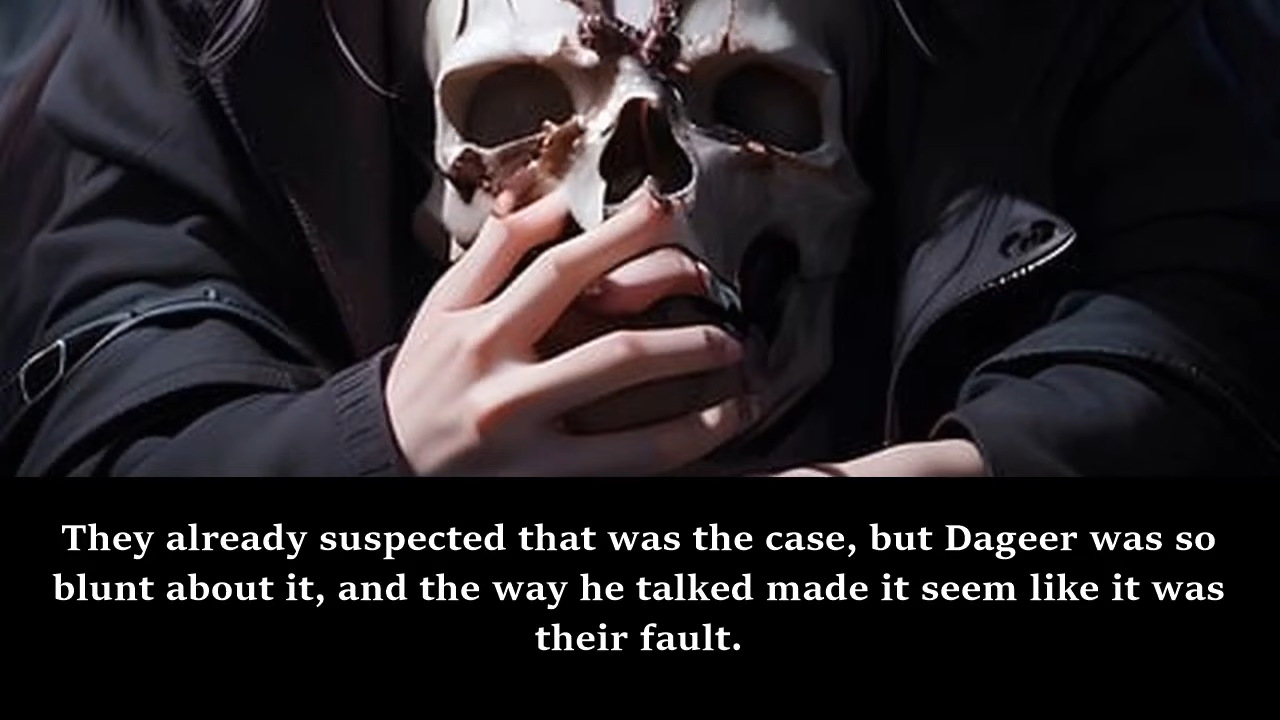 They already suspected that was the case, but Dageer was so
blunt about it, and the way he talked made it seem like it was
their fault.